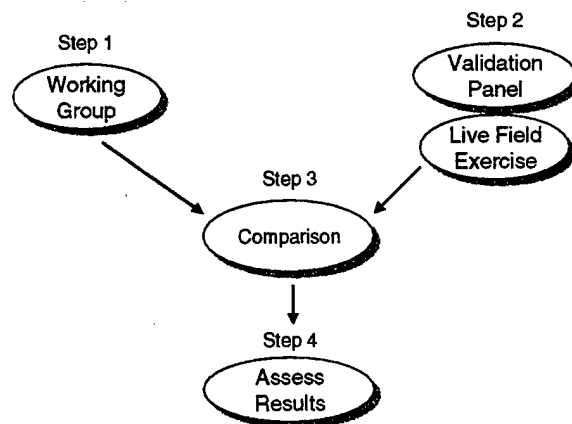 Step 1
Working
Group
Step 2
Validation
Panel
Live Field
Exercise
Step 3
Comparison
Step 4
Assess
Results